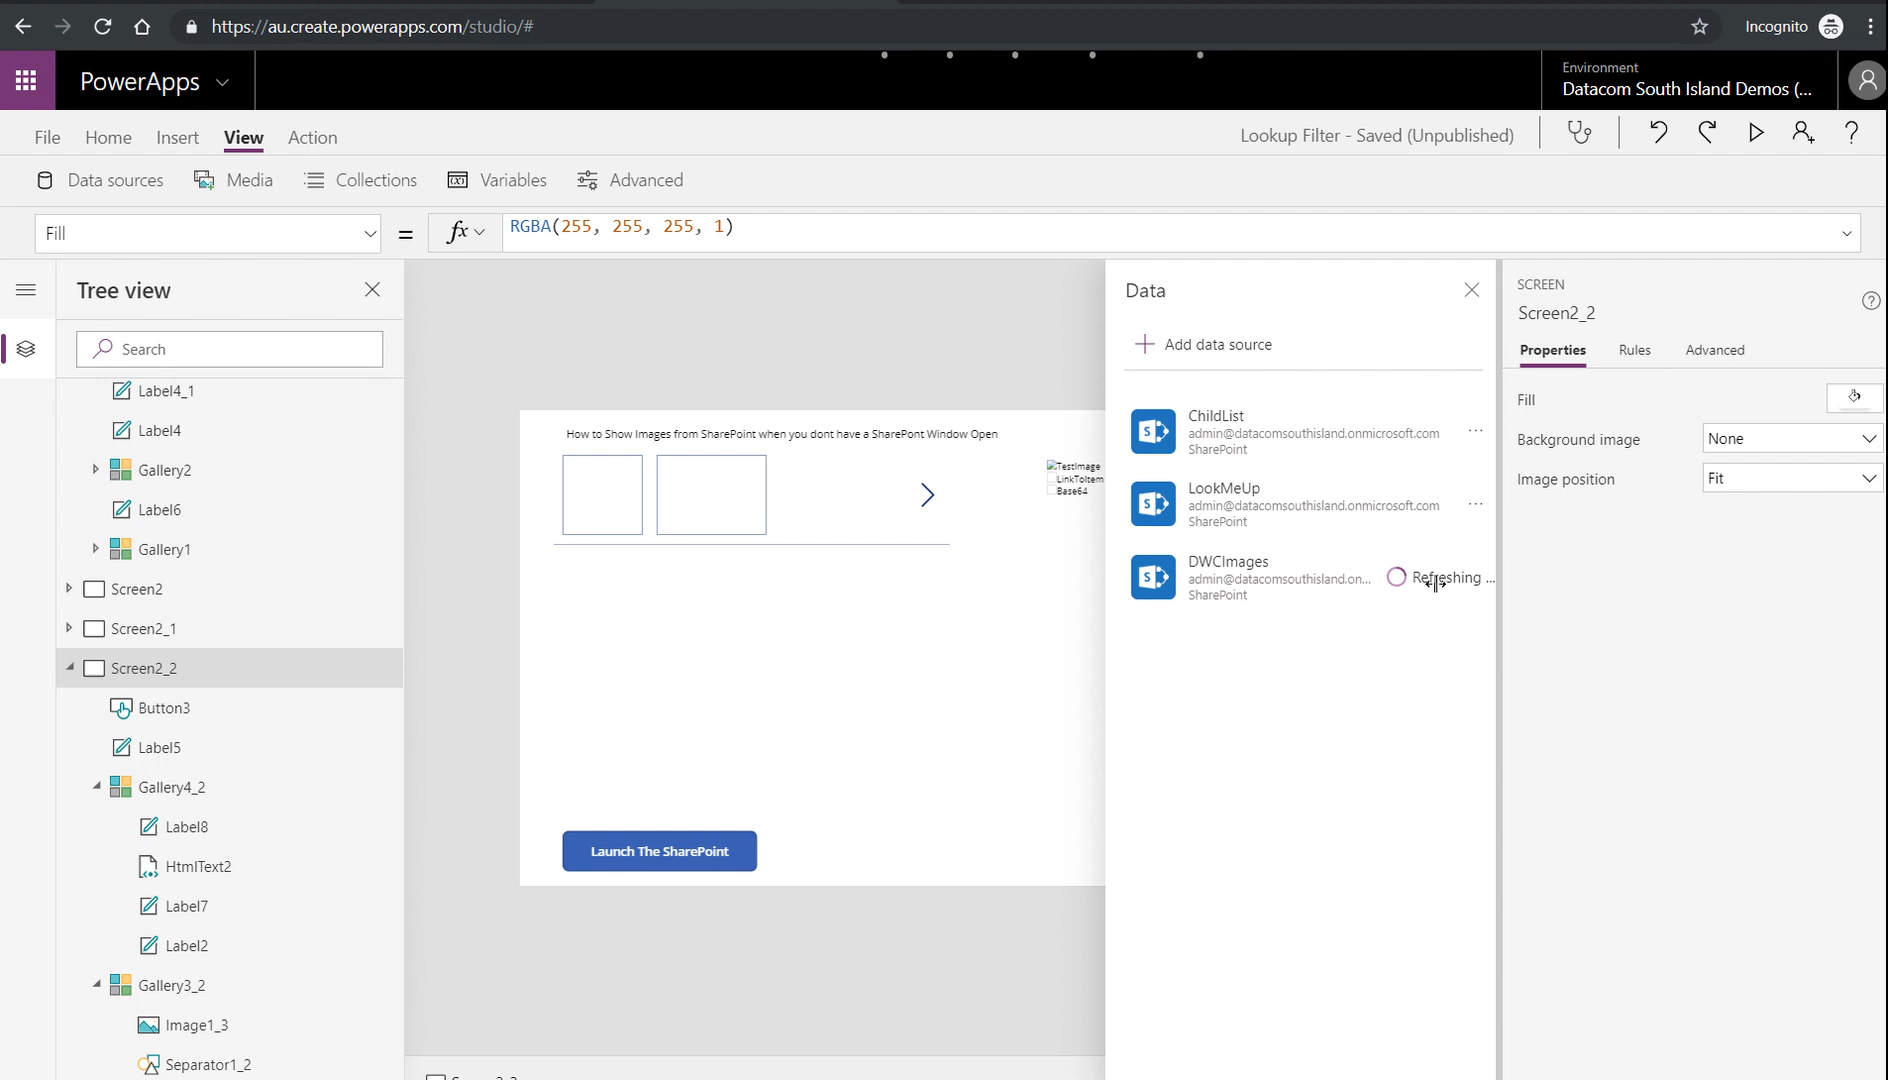 https://au.create.powerapps.com/studio/#
Incognito
PowerApps
Environment
Datacom South Island Demos (...
File
Home
Insert
View
Action
Lookup Filter - Saved (Unpublished)
Data sources
Media
Collections
Variables
Advanced
Fill
=
fx
RGBA(255, 255, 255, 1)
Tree view
Search
Label4_1
Label4
Gallery2
Label6
Gallery1
Screen2
Screen2_1
Screen2_2
Button3
Label5
Gallery4_2
Label8
HtmlText2
Label7
Label2
Gallery3_2
Image1_3
Separator1_2
How to Show Images from SharePoint when you dont have a SharePont Window Open
TestImage
LinkToItem
Base64
Launch The SharePoint
Data
Add data source
ChildList
admin@datacomsouthisland.onmicrosoft.com
SharePoint
LookMeUp
admin@datacomsouthisland.onmicrosoft.com
SharePoint
DWCImages
admin@datacomsouthisland.on...
SharePoint
Refreshing ...
SCREEN
Screen2_2
Properties
Rules
Advanced
Fill
Background image
None
Image position
Fit